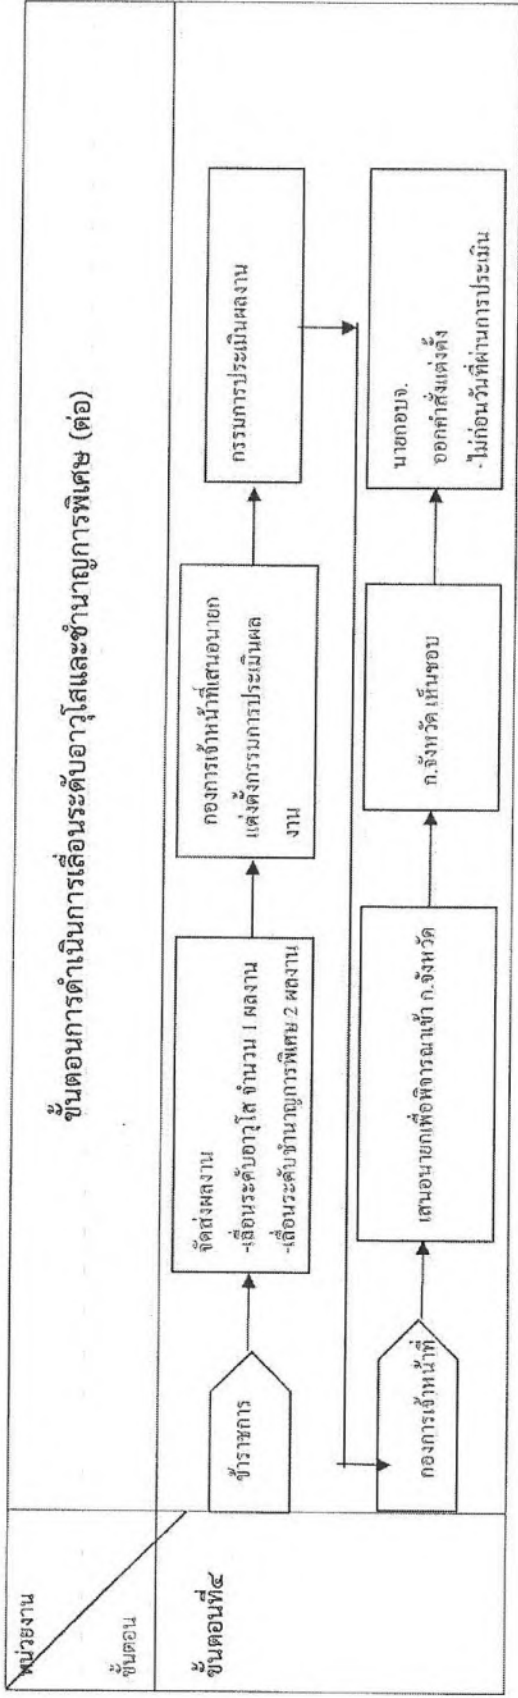 ขั้นตอนการดำเนินการเลื่อนระดับอาวุโสและชำนาญการพิเศษ (ต่อ)
หน่วยงาน
ขั้นตอน
ขั้นตอนที่๔
ข้าราชการ
จัดส่งผลงาน
-เลื่อนระดับอาวุโส จำนวน 1 ผลงาน
-เลื่อนระดับชำนาญการพิเศษ 2 ผลงาน
กองการเจ้าหน้าที่เสนอนายก
แต่งตั้งกรรมการประเมินผล
งาน
กรรมการประเมินผลงาน
กองการเจ้าหน้าที่
เสนอนายกเพื่อพิจารณาเข้า ก.จังหวัด
ก.จังหวัด เห็นชอบ
นายกอบจ.
ออกคำสั่งแต่งตั้ง
- ไม่ก่อนวันที่ผ่านการประเมิน